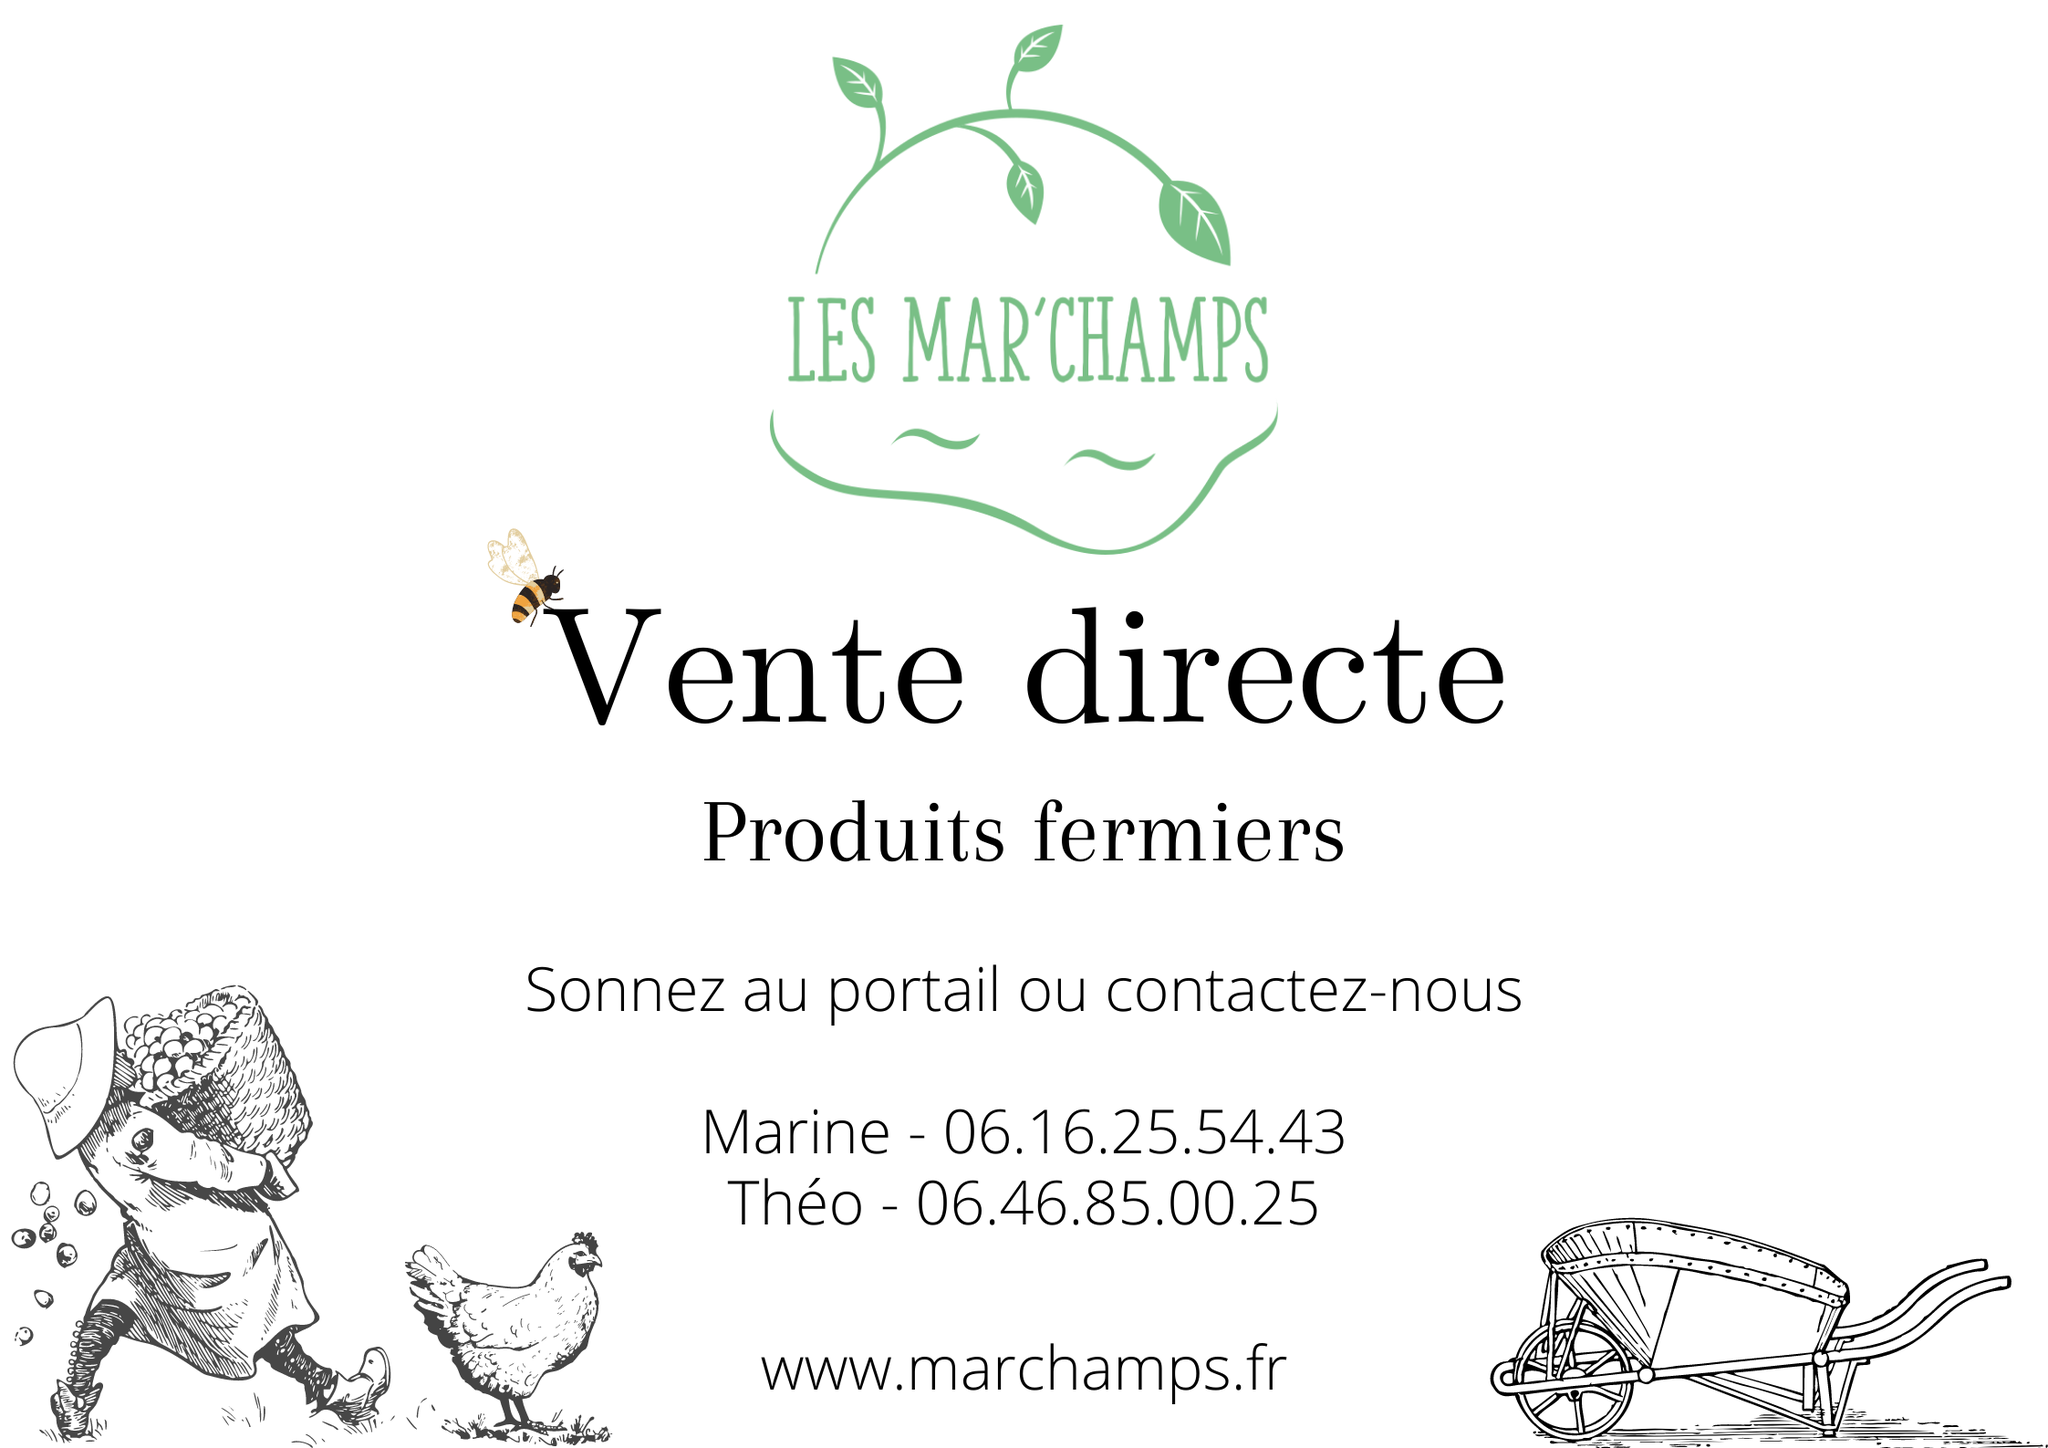 LES MAR'CHAMPS
Vente directe
Produits fermiers
Sonnez au portail ou contactez-nous
Marine - 06.16.25.54.43
Théo - 06.46.85.00.25
www.marchamps.fr